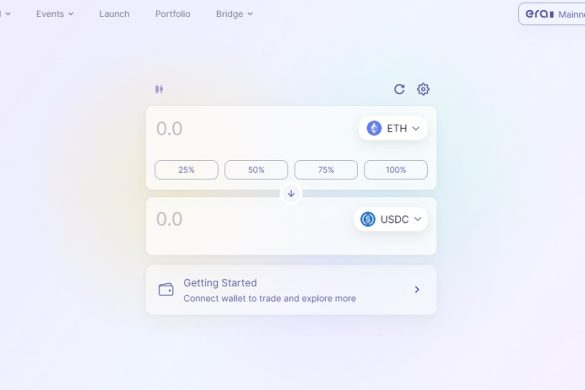 Events
Launch
Portfolio
Bridge
era
0.0
ETH
25%
50%
75%
100%
0.0
USDC
Getting Started
Connect wallet to trade and explore more